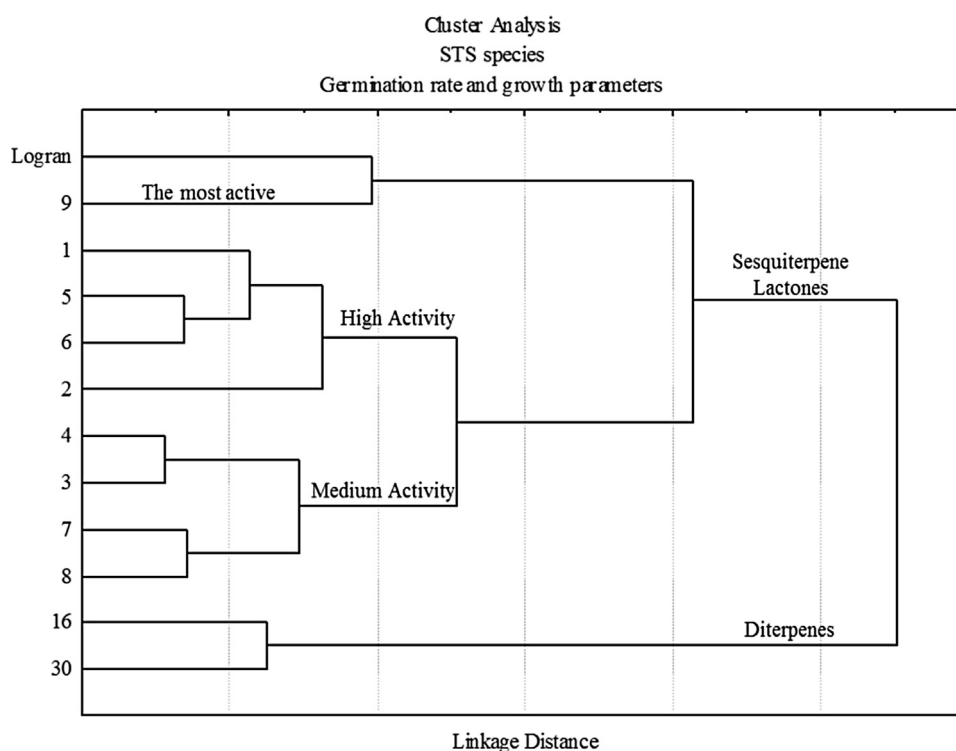 Cluster Analysis
STS species
Germination rate and growth parameters
Logran
The most active
9
1
Sesquiterpene
Lactones
5
High Activity
6
2
4
3
Medium Activity
7
8
16
Diterpenes
30
Linkage Distance